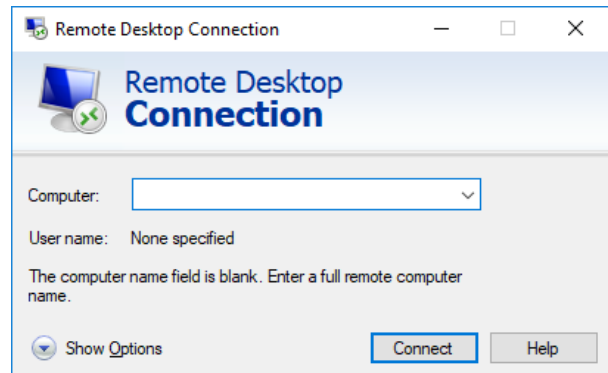 Remote Desktop Connection
Remote Desktop
Connection
Computer:
User name: None specified
The computer name field is blank. Enter a full remote computer
name.
Show Options
Connect
Help